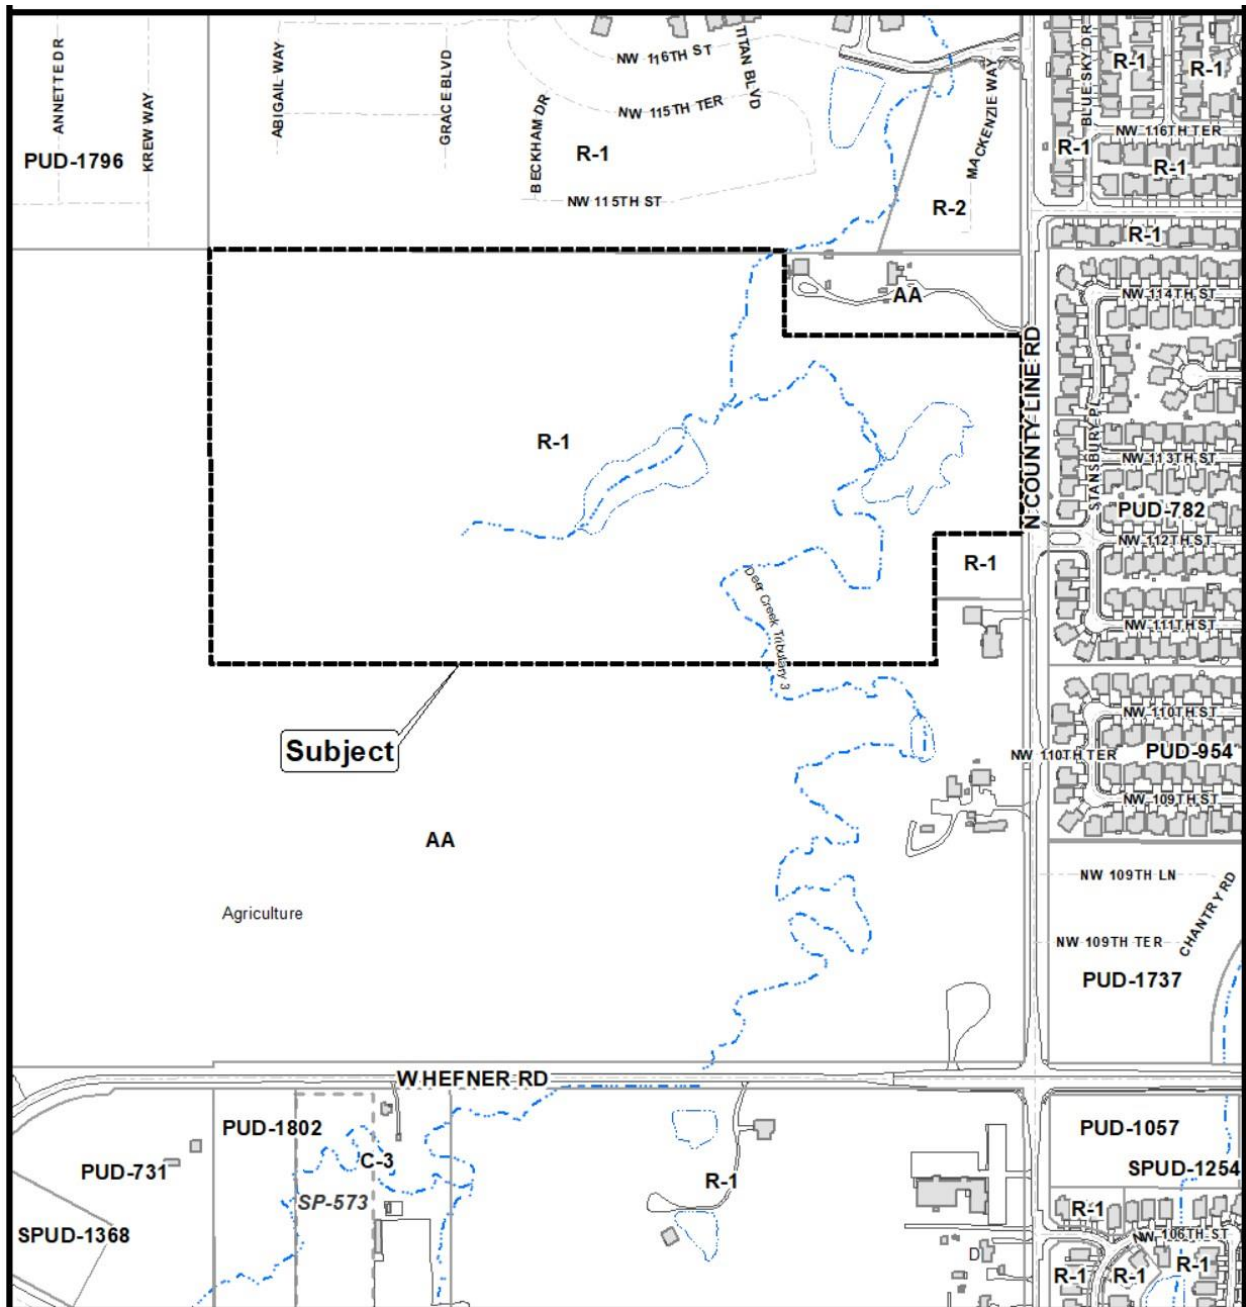 ANNETTE DR
KREW WAY
ABIGAIL WAY
GRACE BLVD
BECKHAM DR
NW 116TH ST
TITAN BLVD
NW 115TH TER
NW 115TH ST
MACKENZIE WAY
BLUE SKY DR
R-1
R-1
NW 116TH TER
R-1
R-1
PUD-1796
R-1
R-2
R-1
AA
NW 114TH ST
N COUNTY LINE RD
STANSBURY PL
R-1
NW 113TH ST
PUD-782
NW 112TH ST
R-1
Deer Creek Tributary 3
NW 111TH ST
Subject
NW 110TH ST
NW 110TH TER
PUD-954
NW 109TH ST
AA
NW 109TH LN
CHANTRY RD
Agriculture
NW 109TH TER
PUD-1737
W HEFNER RD
PUD-1802
PUD-1057
PUD-731
C-3
SPUD-1254
R-1
SP-573
R-1
SPUD-1368
NW 106TH ST
D
R-1
R-1
R-1